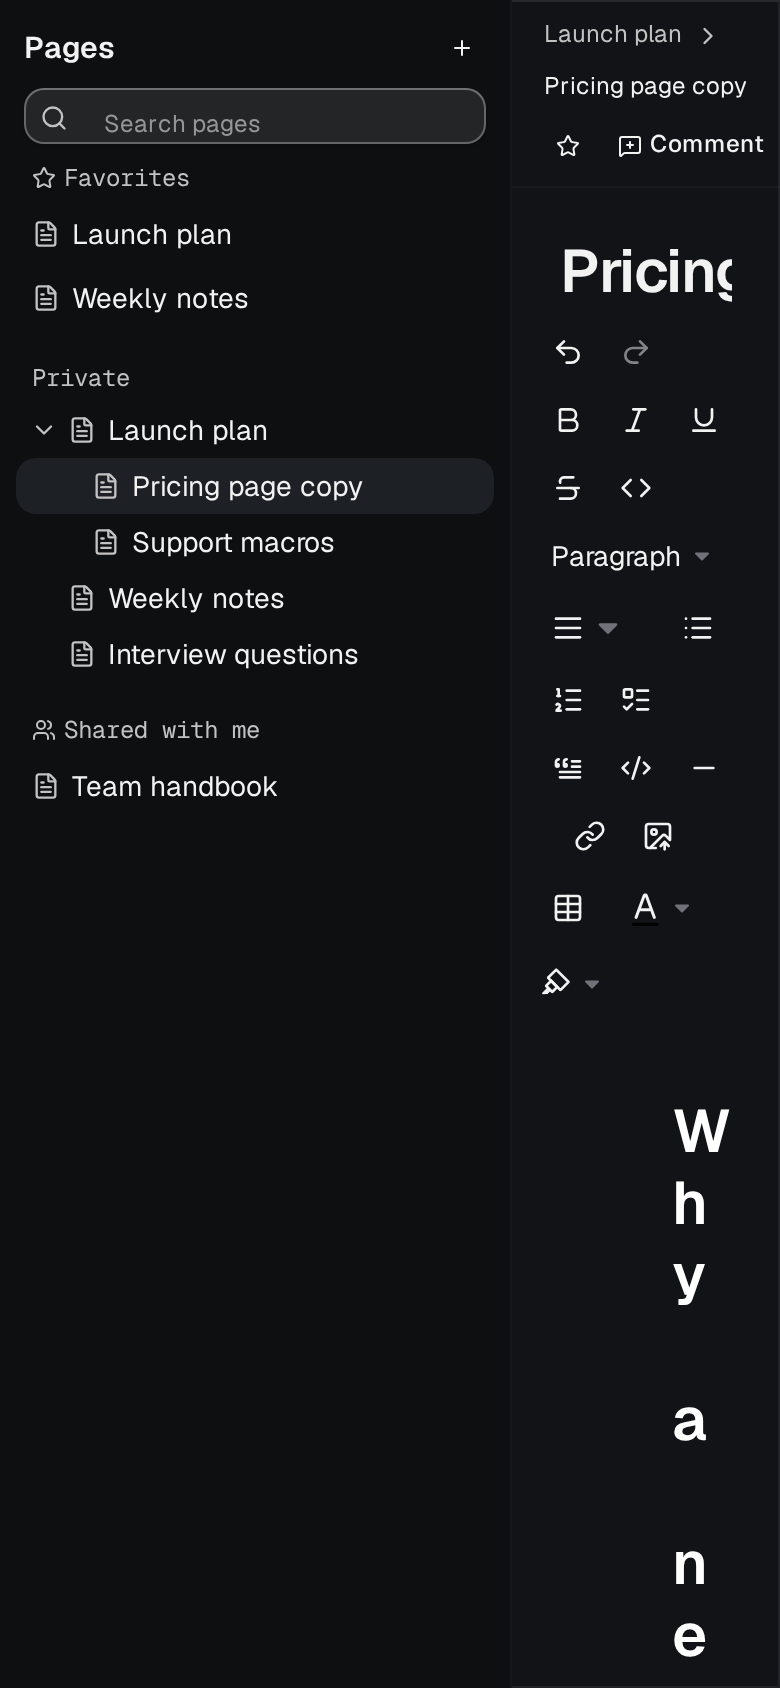 Pages
Search pages
Favorites
Launch plan
Weekly notes
Private
Launch plan
Pricing page copy
Support macros
Weekly notes
Interview questions
Shared with me
Team handbook
Launch plan
Pricing page copy
Comment
Pricing
Paragraph
W
h
y
a
n
e